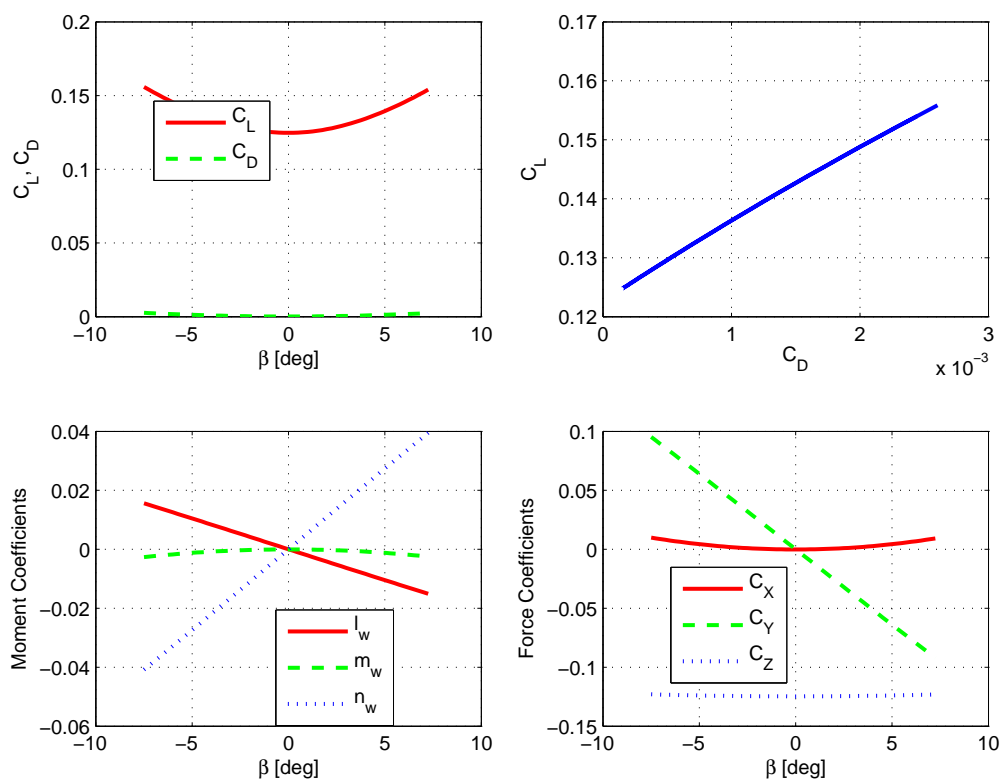 0.2
0.15
0.1
0.05
0
−10
−5
0
5
10
C_L, C_D
β [deg]
C_L
C_D
0.17
0.16
0.15
0.14
0.13
0.12
0
1
2
3
C_L
C_D
x 10^−3
0.04
0.02
0
−0.02
−0.04
−0.06
−10
−5
0
5
10
Moment Coefficients
β [deg]
l_w
m_w
n_w
0.1
0.05
0
−0.05
−0.1
−0.15
−10
−5
0
5
10
Force Coefficients
β [deg]
C_X
C_Y
C_Z